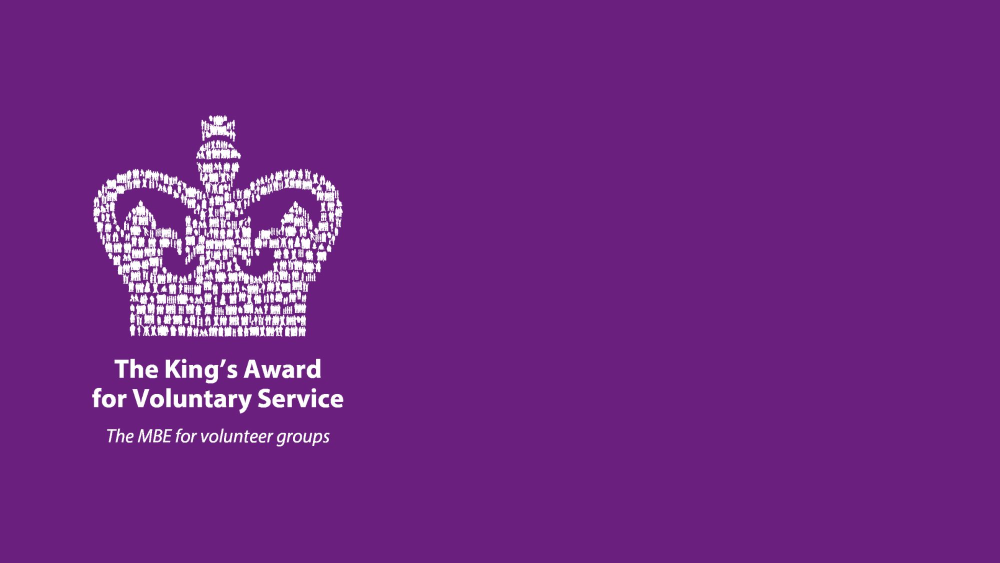 The King’s Award
for Voluntary Service
The MBE for volunteer groups